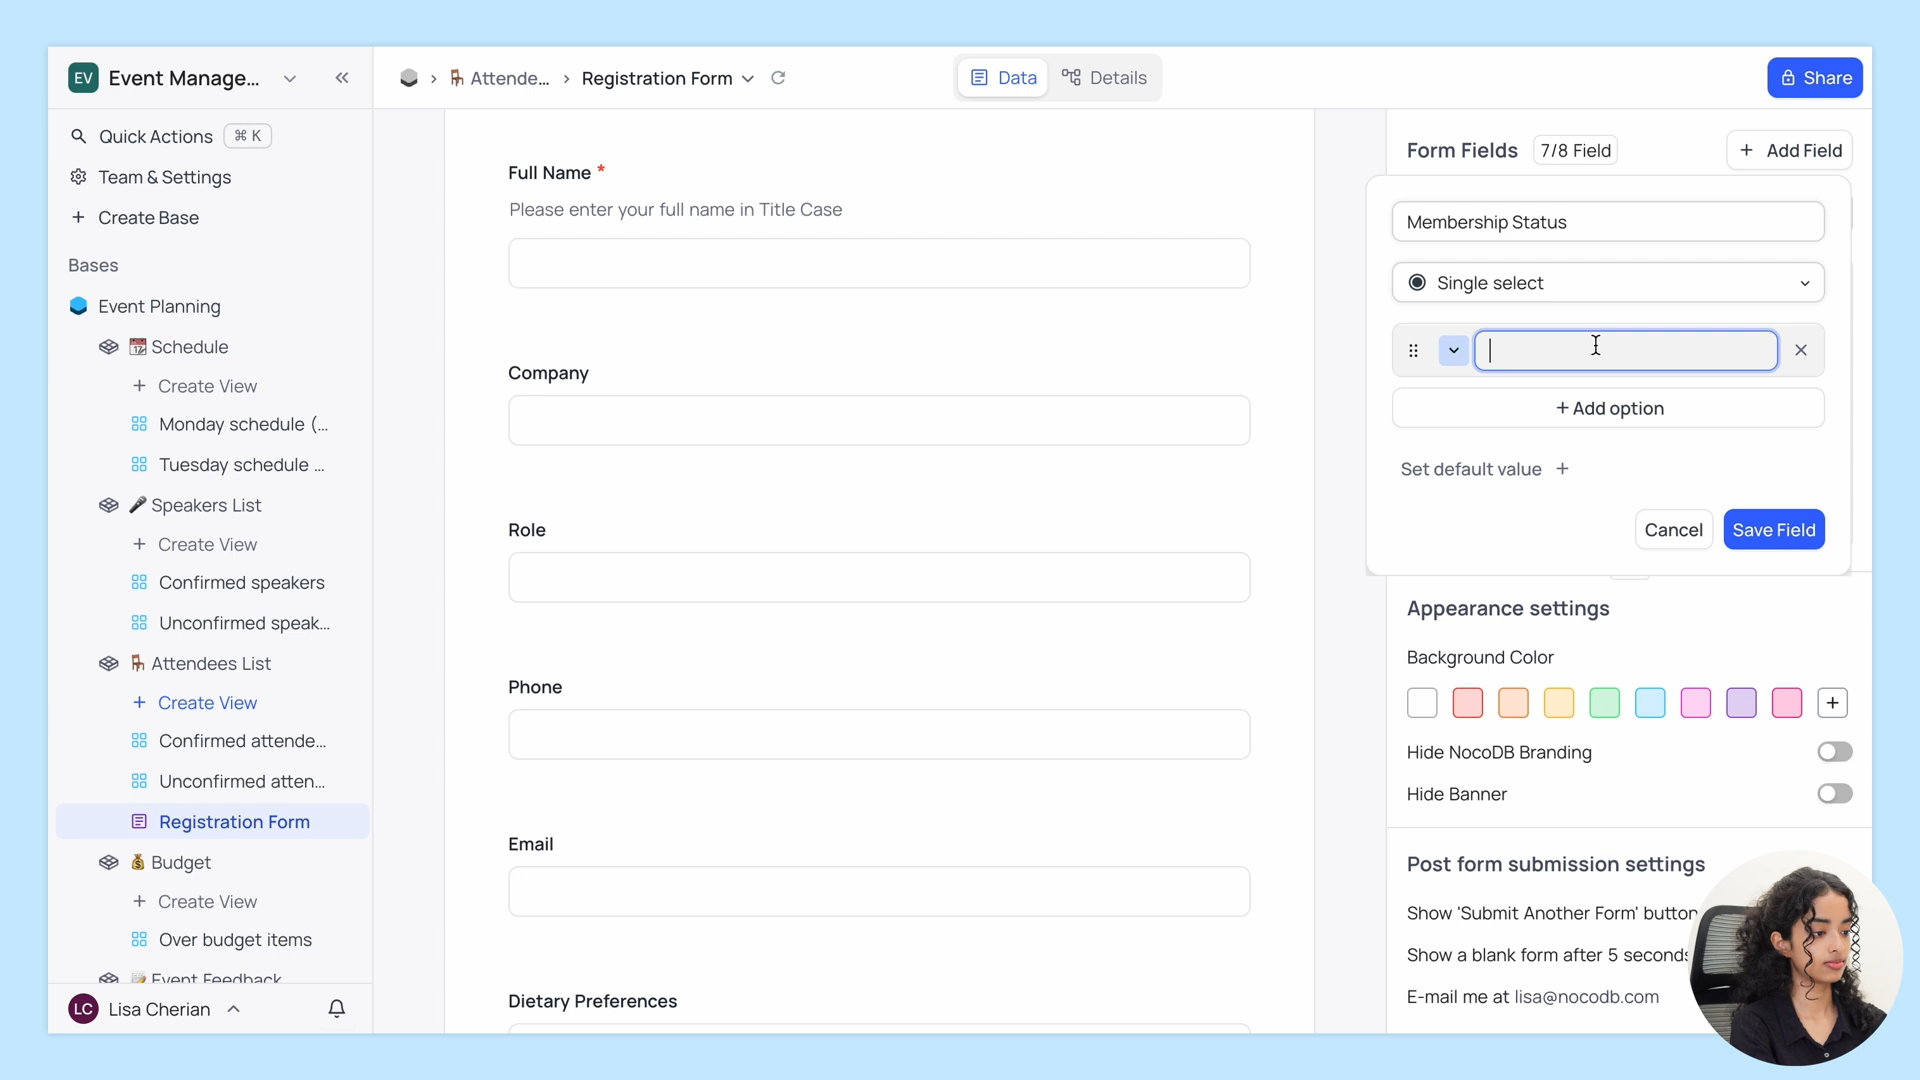 EV Event Manage...
Quick Actions ⌘ K
Team & Settings
+ Create Base
Bases
Event Planning
Schedule
+ Create View
Monday schedule (...
Tuesday schedule ...
Speakers List
+ Create View
Confirmed speakers
Unconfirmed speak...
Attendees List
+ Create View
Confirmed attende...
Unconfirmed atten...
Registration Form
Budget
+ Create View
Over budget items
Event Feedback
LC Lisa Cherian
Attende... > Registration Form
Data
Details
Share
Full Name *
Please enter your full name in Title Case
Company
Role
Phone
Email
Dietary Preferences
Form Fields 7/8 Field
+ Add Field
Membership Status
Single select
+ Add option
Set default value +
Cancel
Save Field
Appearance settings
Background Color
Hide NocoDB Branding
Hide Banner
Post form submission settings
Show 'Submit Another Form' button
Show a blank form after 5 seconds
E-mail me at lisa@nocodb.com